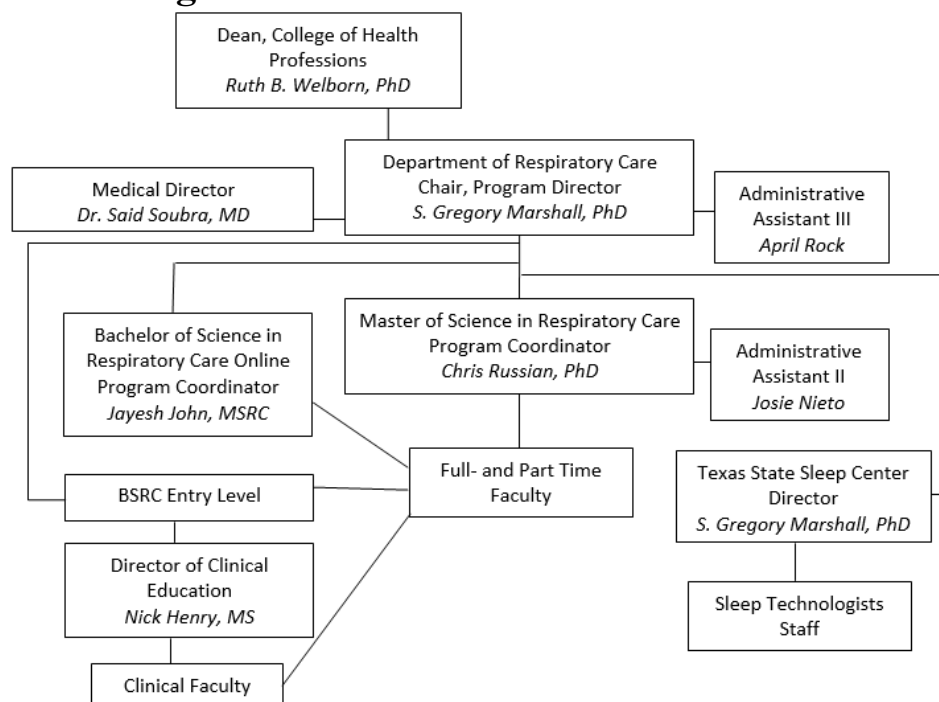 Dean, College of Health
Professions
Ruth B. Welborn, PhD
Department of Respiratory Care
Chair, Program Director
S. Gregory Marshall, PhD
Medical Director
Dr. Said Soubra, MD
Administrative
Assistant III
April Rock
Bachelor of Science in
Respiratory Care Online
Program Coordinator
Jayesh John, MSRC
Master of Science in Respiratory Care
Program Coordinator
Chris Russian, PhD
Administrative
Assistant II
Josie Nieto
Full- and Part Time
Faculty
BSRC Entry Level
Texas State Sleep Center
Director
S. Gregory Marshall, PhD
Director of Clinical
Education
Nick Henry, MS
Sleep Technologists
Staff
Clinical Faculty